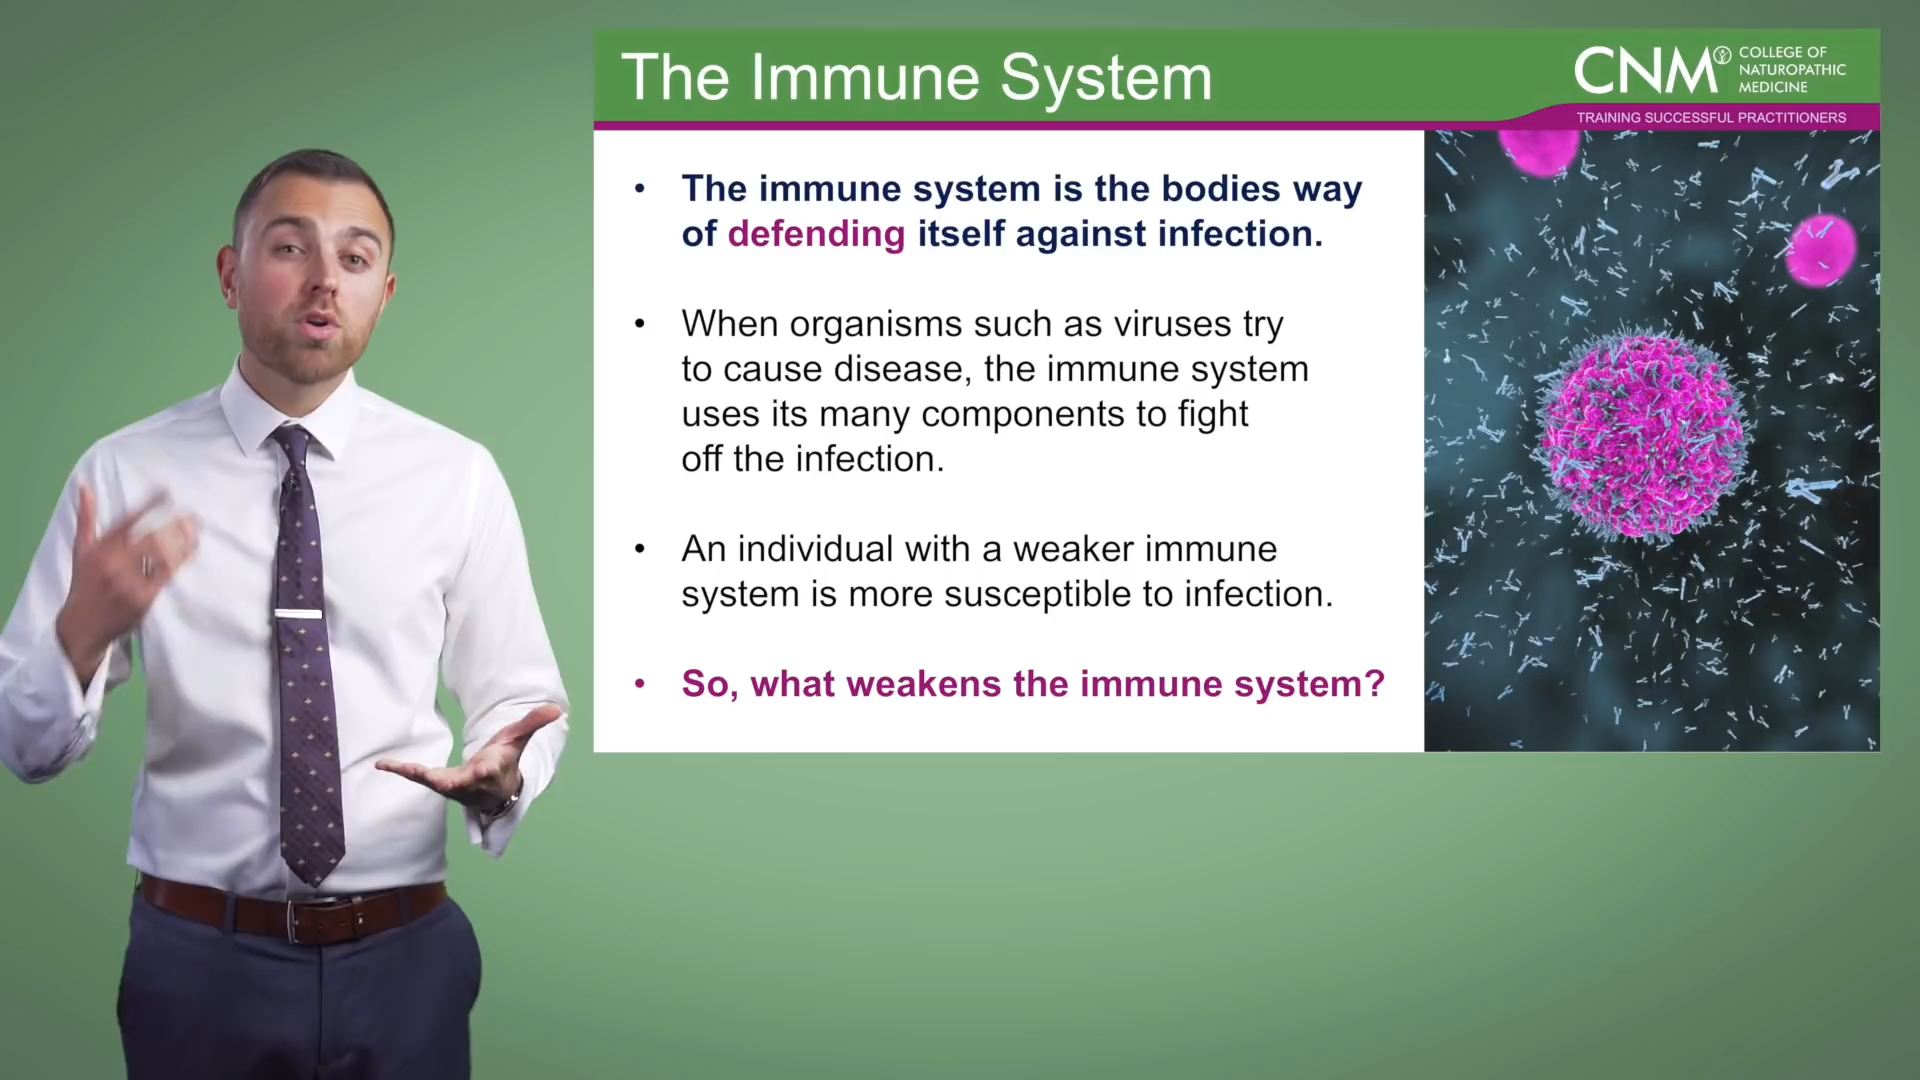 The Immune System
CNM
COLLEGE OF
NATUROPATHIC
MEDICINE
TRAINING SUCCESSFUL PRACTITIONERS
• The immune system is the bodies way
of defending itself against infection.
• When organisms such as viruses try
to cause disease, the immune system
uses its many components to fight
off the infection.
• An individual with a weaker immune
system is more susceptible to infection.
• So, what weakens the immune system?